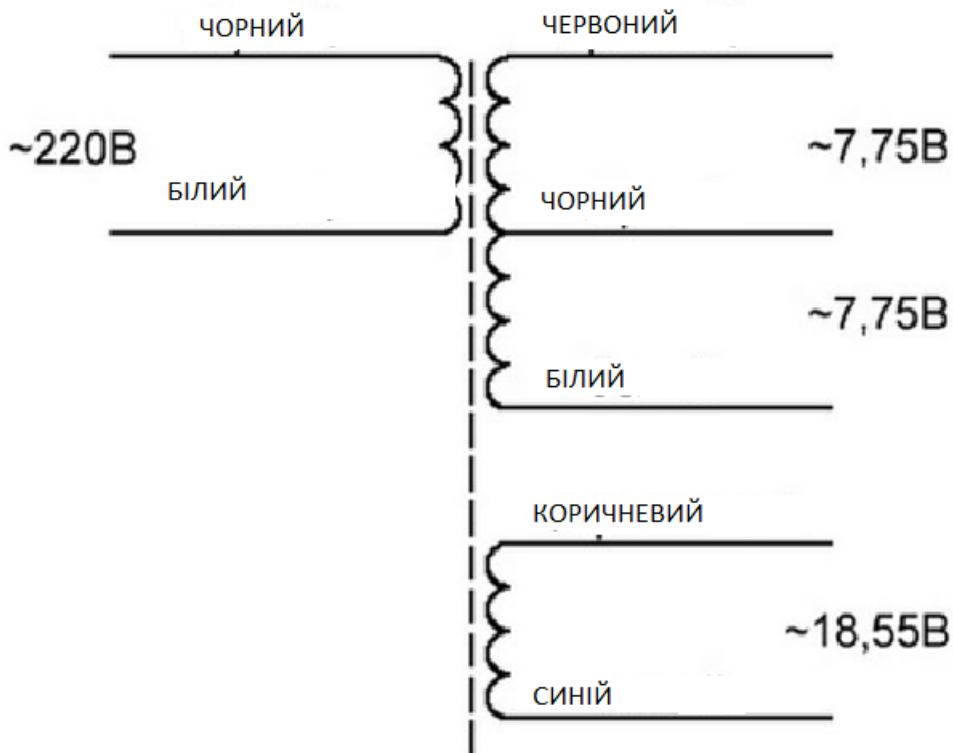 ЧОРНИЙ
ЧЕРВОНИЙ
~220В
~7,75В
БІЛИЙ
ЧОРНИЙ
~7,75В
БІЛИЙ
КОРИЧНЕВИЙ
~18,55В
СИНІЙ